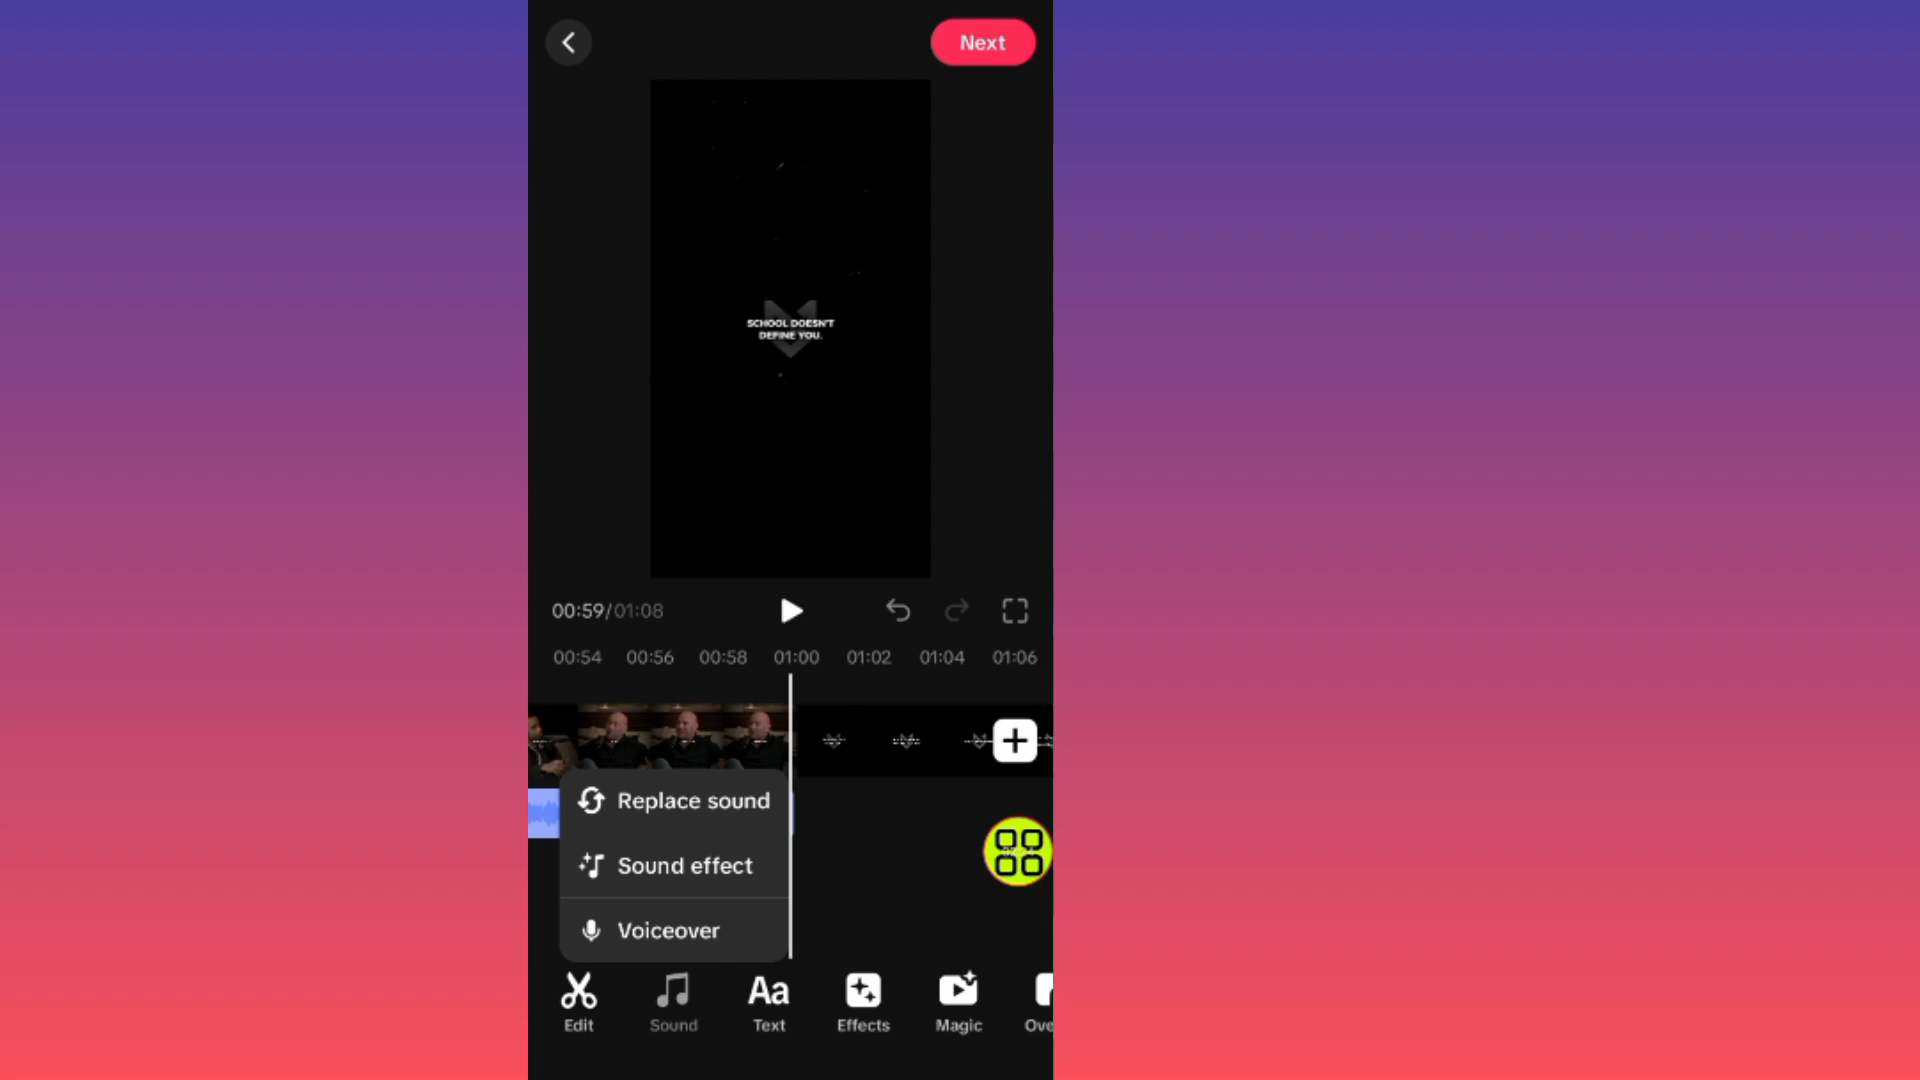 Next
SCHOOL DOESN'T
DEFINE YOU.
00:59/01:08
00:54 00:56 00:58 01:00 01:02 01:04 01:06
Replace sound
Sound effect
Voiceover
Aa
Edit Sound Text Effects Magic Ove